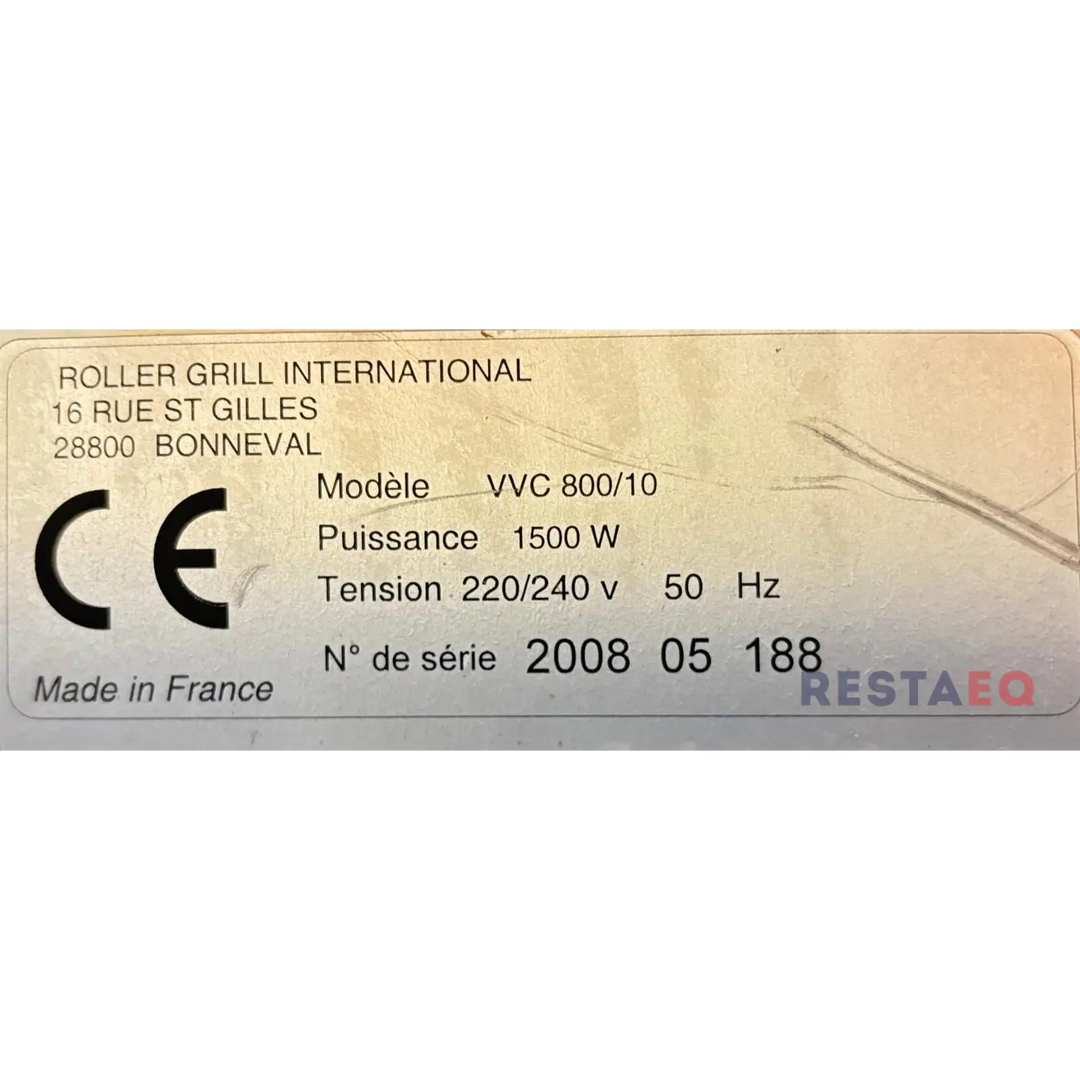 ROLLER GRILL INTERNATIONAL
16 RUE ST GILLES
28800 BONNEVAL
CE
Modèle VVC 800/10
Puissance 1500 W
Tension 220/240 v 50 Hz
N° de série 2008 05 188
Made in France
RESTAEQ